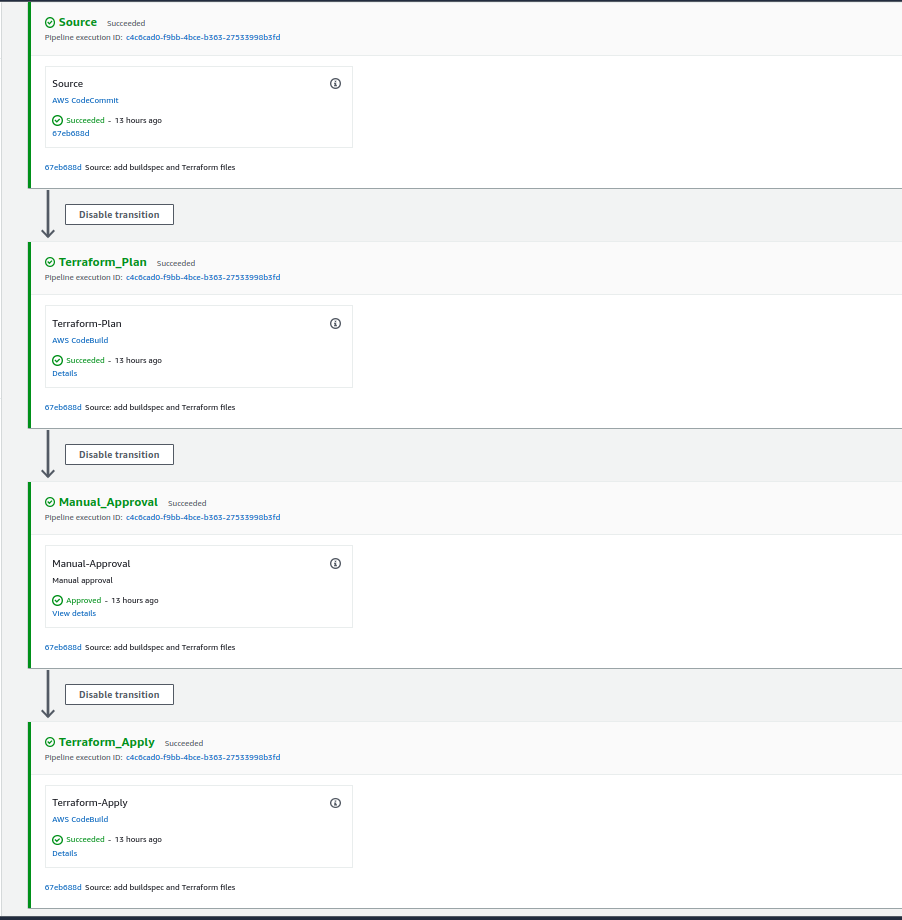 Source Succeeded
Pipeline execution ID: c4c6cad0-f9bb-4bce-b363-27533998b3fd
Source
AWS CodeCommit
Succeeded - 13 hours ago
67eb688d
67eb688d Source: add buildspec and Terraform files
Disable transition
Terraform_Plan Succeeded
Pipeline execution ID: c4c6cad0-f9bb-4bce-b363-27533998b3fd
Terraform-Plan
AWS CodeBuild
Succeeded - 13 hours ago
Details
67eb688d Source: add buildspec and Terraform files
Disable transition
Manual_Approval Succeeded
Pipeline execution ID: c4c6cad0-f9bb-4bce-b363-27533998b3fd
Manual-Approval
Manual approval
Approved - 13 hours ago
View details
67eb688d Source: add buildspec and Terraform files
Disable transition
Terraform_Apply Succeeded
Pipeline execution ID: c4c6cad0-f9bb-4bce-b363-27533998b3fd
Terraform-Apply
AWS CodeBuild
Succeeded - 13 hours ago
Details
67eb688d Source: add buildspec and Terraform files